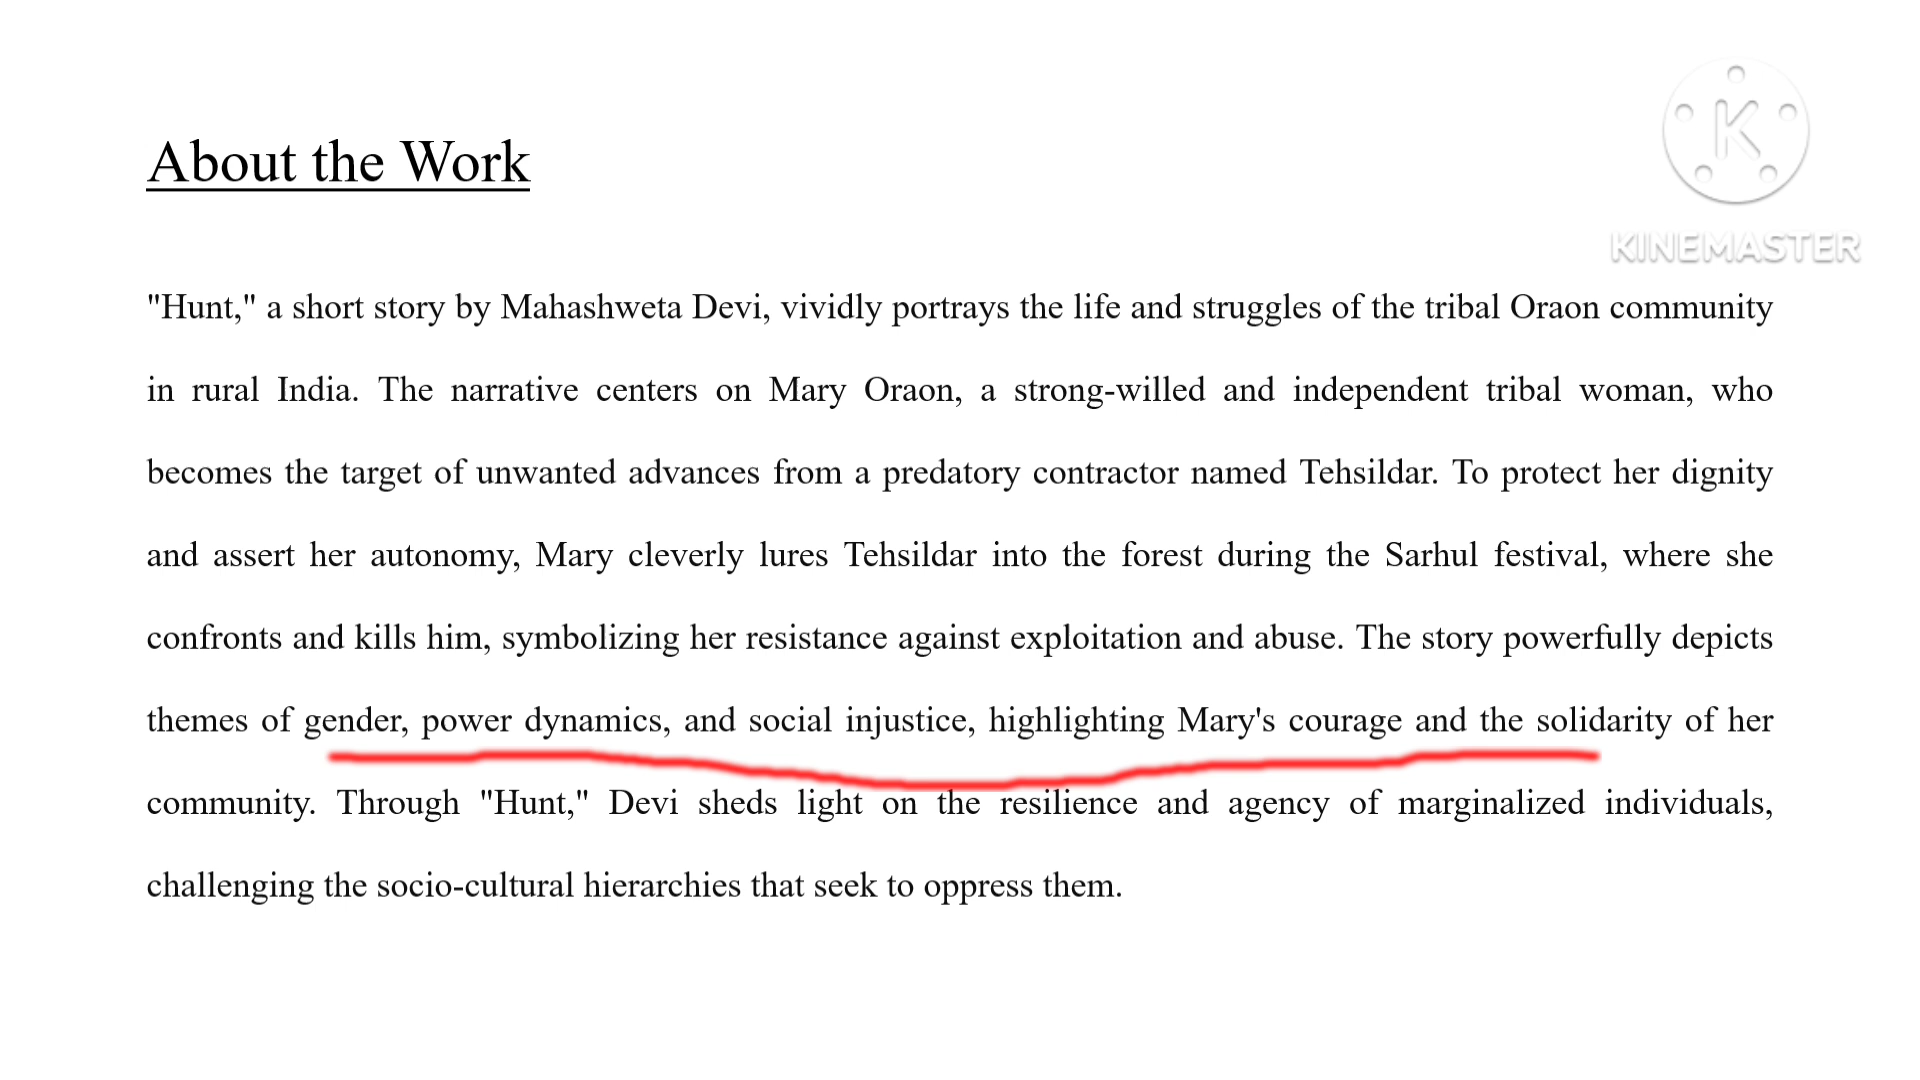 About the Work
K
KINEMASTER
"Hunt," a short story by Mahashweta Devi, vividly portrays the life and struggles of the tribal Oraon community
in rural India. The narrative centers on Mary Oraon, a strong-willed and independent tribal woman, who
becomes the target of unwanted advances from a predatory contractor named Tehsildar. To protect her dignity
and assert her autonomy, Mary cleverly lures Tehsildar into the forest during the Sarhul festival, where she
confronts and kills him, symbolizing her resistance against exploitation and abuse. The story powerfully depicts
themes of gender, power dynamics, and social injustice, highlighting Mary's courage and the solidarity of her
community. Through "Hunt," Devi sheds light on the resilience and agency of marginalized individuals,
challenging the socio-cultural hierarchies that seek to oppress them.